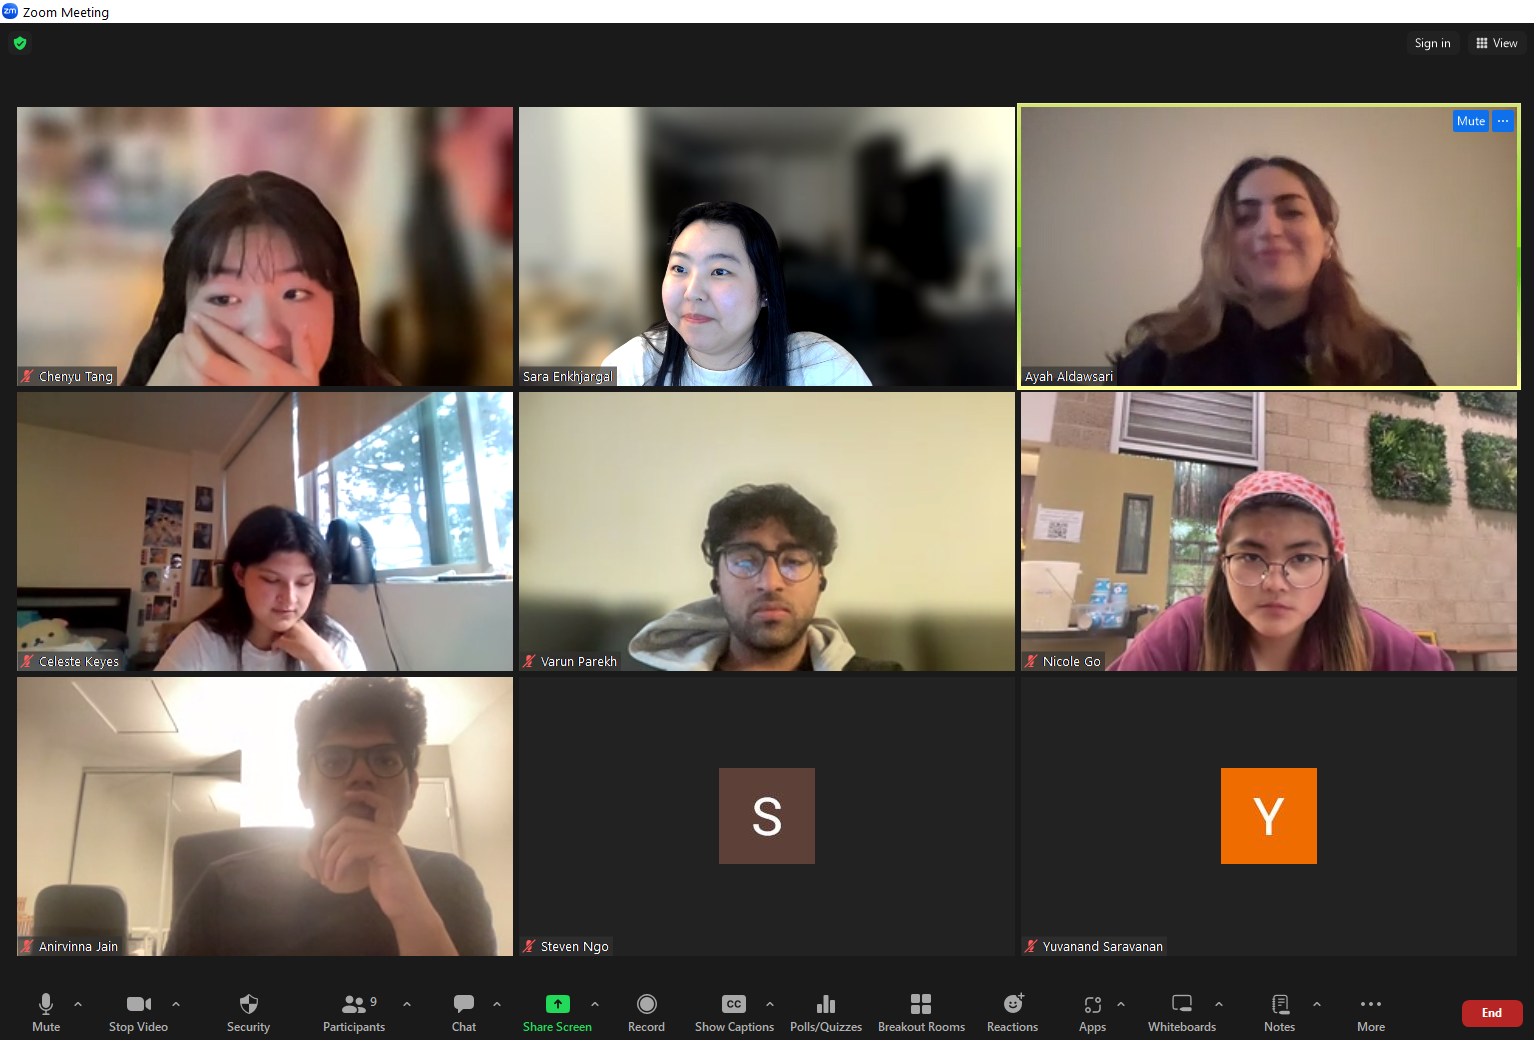 zm Zoom Meeting
Sign in
View
Mute ...
Chenyu Tang
Sara Enkhjargal
Ayah Aldawsari
Celeste Keyes
Varun Parekh
Nicole Go
S
Y
Anirvinna Jain
Steven Ngo
Yuvanand Saravanan
9
CC
Mute
Stop Video
Security
Participants
Chat
Share Screen
Record
Show Captions
Polls/Quizzes
Breakout Rooms
Reactions
Apps
Whiteboards
Notes
More
End